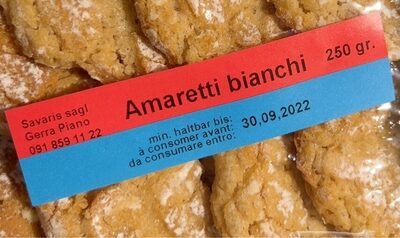 Savaris sagl
Gerra Piano
091 859 11 22
Amaretti bianchi 250 gr.
min. haltbar bis:
à consomer avant: 30,09,2022
da consumare entro: